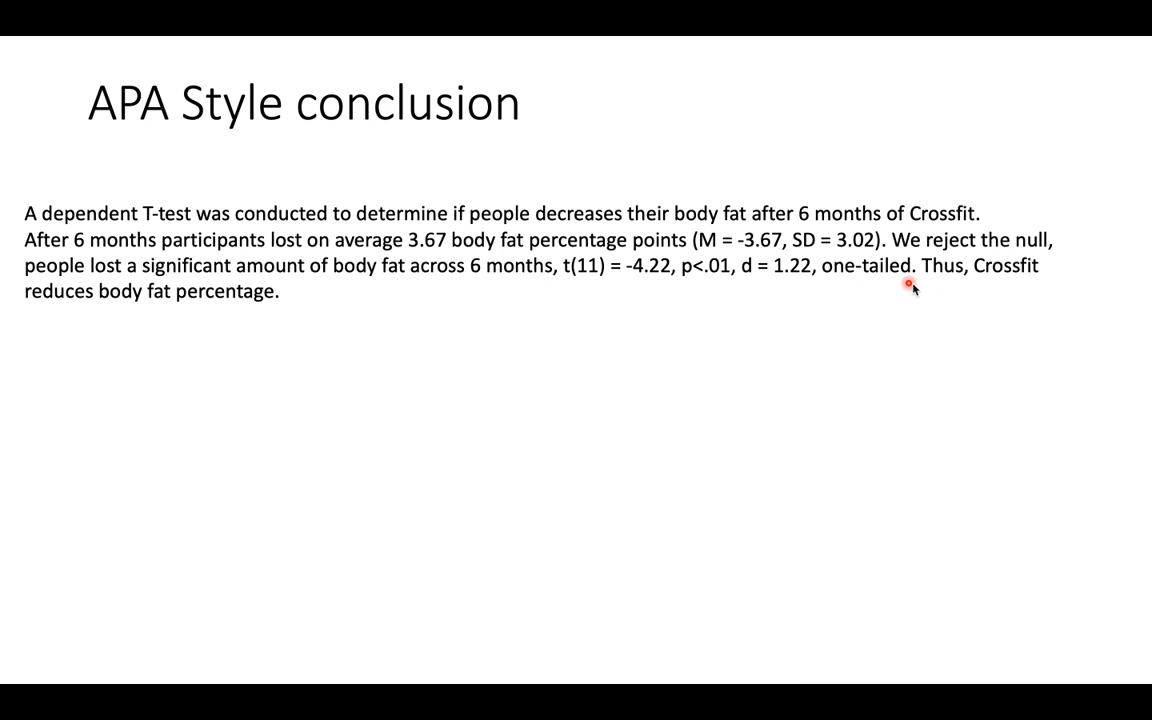 APA Style conclusion
A dependent T-test was conducted to determine if people decreases their body fat after 6 months of Crossfit.
After 6 months participants lost on average 3.67 body fat percentage points (M = -3.67, SD = 3.02). We reject the null,
people lost a significant amount of body fat across 6 months, t(11) = -4.22, p<.01, d = 1.22, one-tailed. Thus, Crossfit
reduces body fat percentage.